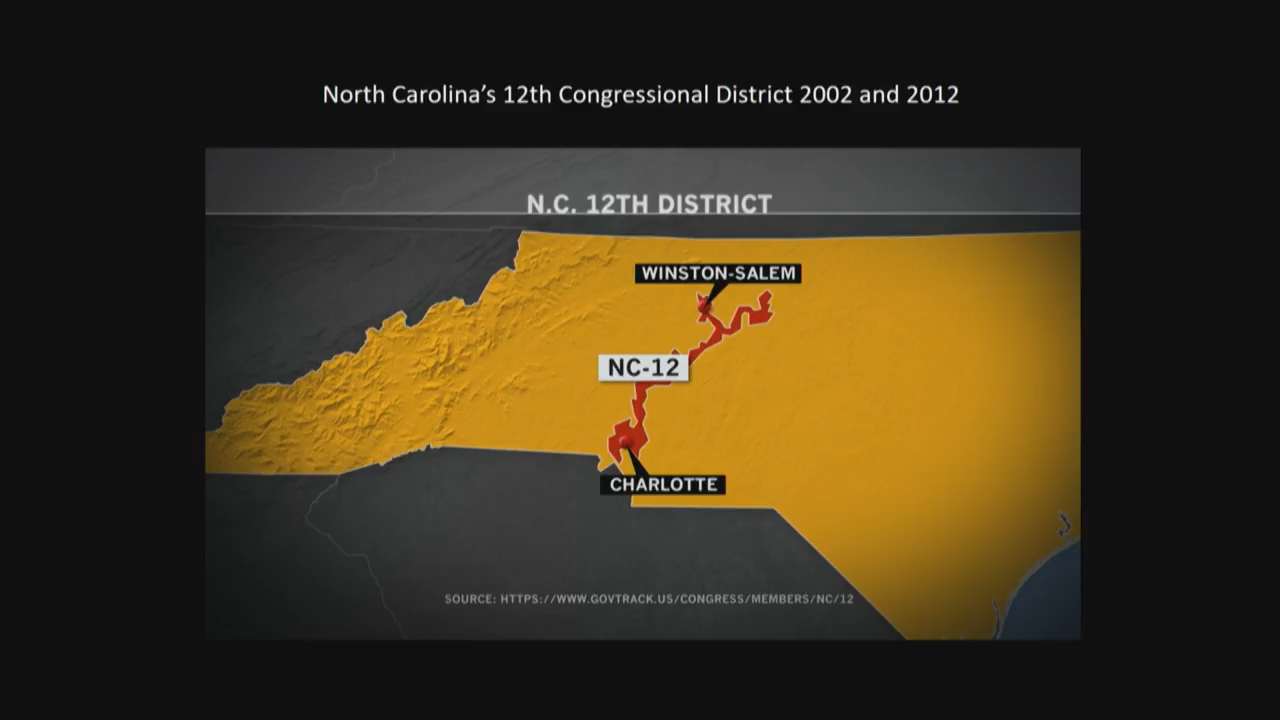 North Carolina’s 12th Congressional District 2002 and 2012
N.C. 12TH DISTRICT
WINSTON-SALEM
NC-12
CHARLOTTE
SOURCE: HTTPS://WWW.GOVTRACK.US/CONGRESS/MEMBERS/NC/12